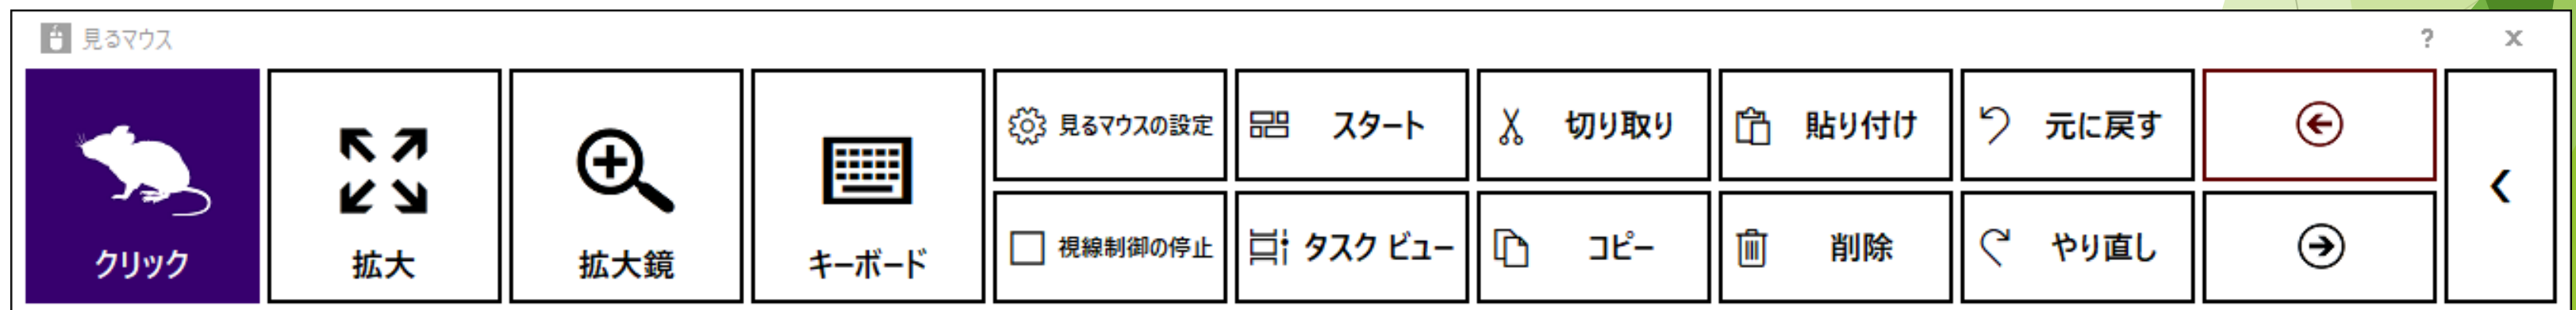 見るマウス
?
x
クリック
拡大
拡大鏡
キーボード
見るマウスの設定
スタート
切り取り
貼り付け
元に戻す
視線制御の停止
タスク ビュー
コピー
削除
やり直し